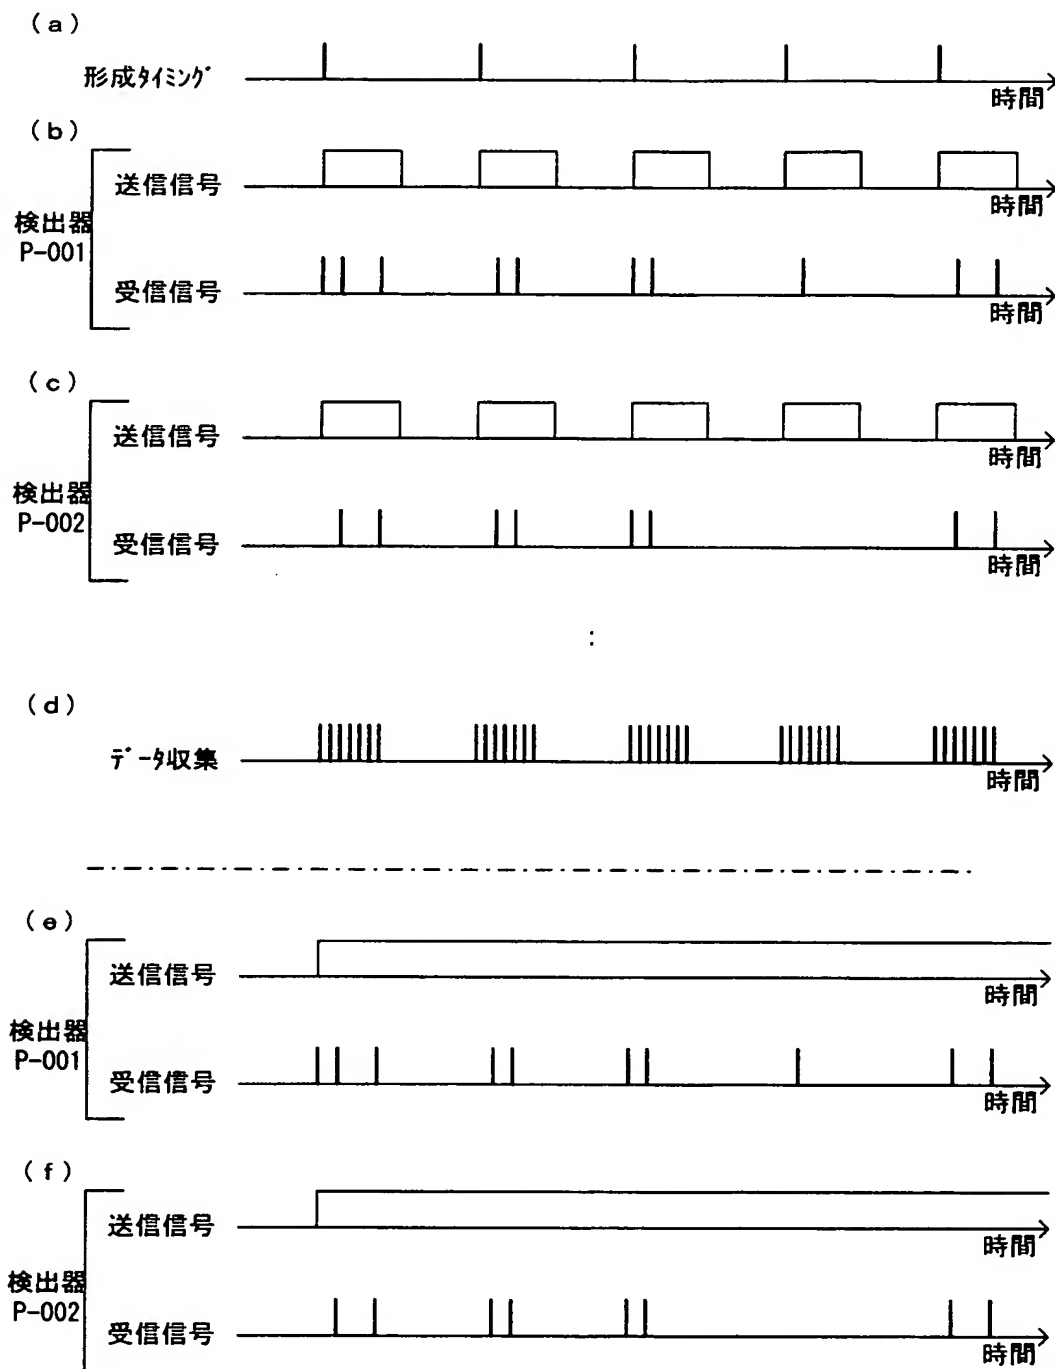 (a)
形成タイミング
時間
(b)
送信信号
時間
検出器
P-001
受信信号
時間
(c)
送信信号
時間
検出器
P-002
受信信号
時間
:
(d)
データ収集
時間
(e)
送信信号
時間
検出器
P-001
受信信号
時間
(f)
送信信号
時間
検出器
P-002
受信信号
時間